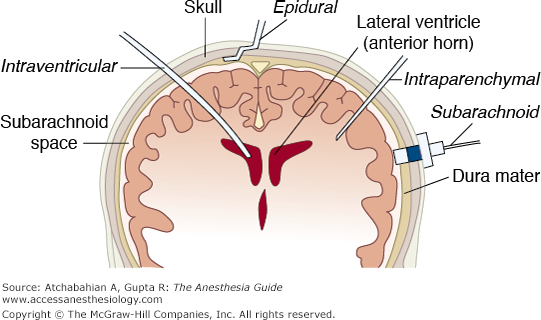 Skull
Epidural
Lateral ventricle
(anterior horn)
Intraventricular
Intraparenchymal
Subarachnoid
Subarachnoid
space
Dura mater
Source: Atchabahian A, Gupta R: The Anesthesia Guide
www.accessanesthesiology.com
Copyright © The McGraw-Hill Companies, Inc. All rights reserved.